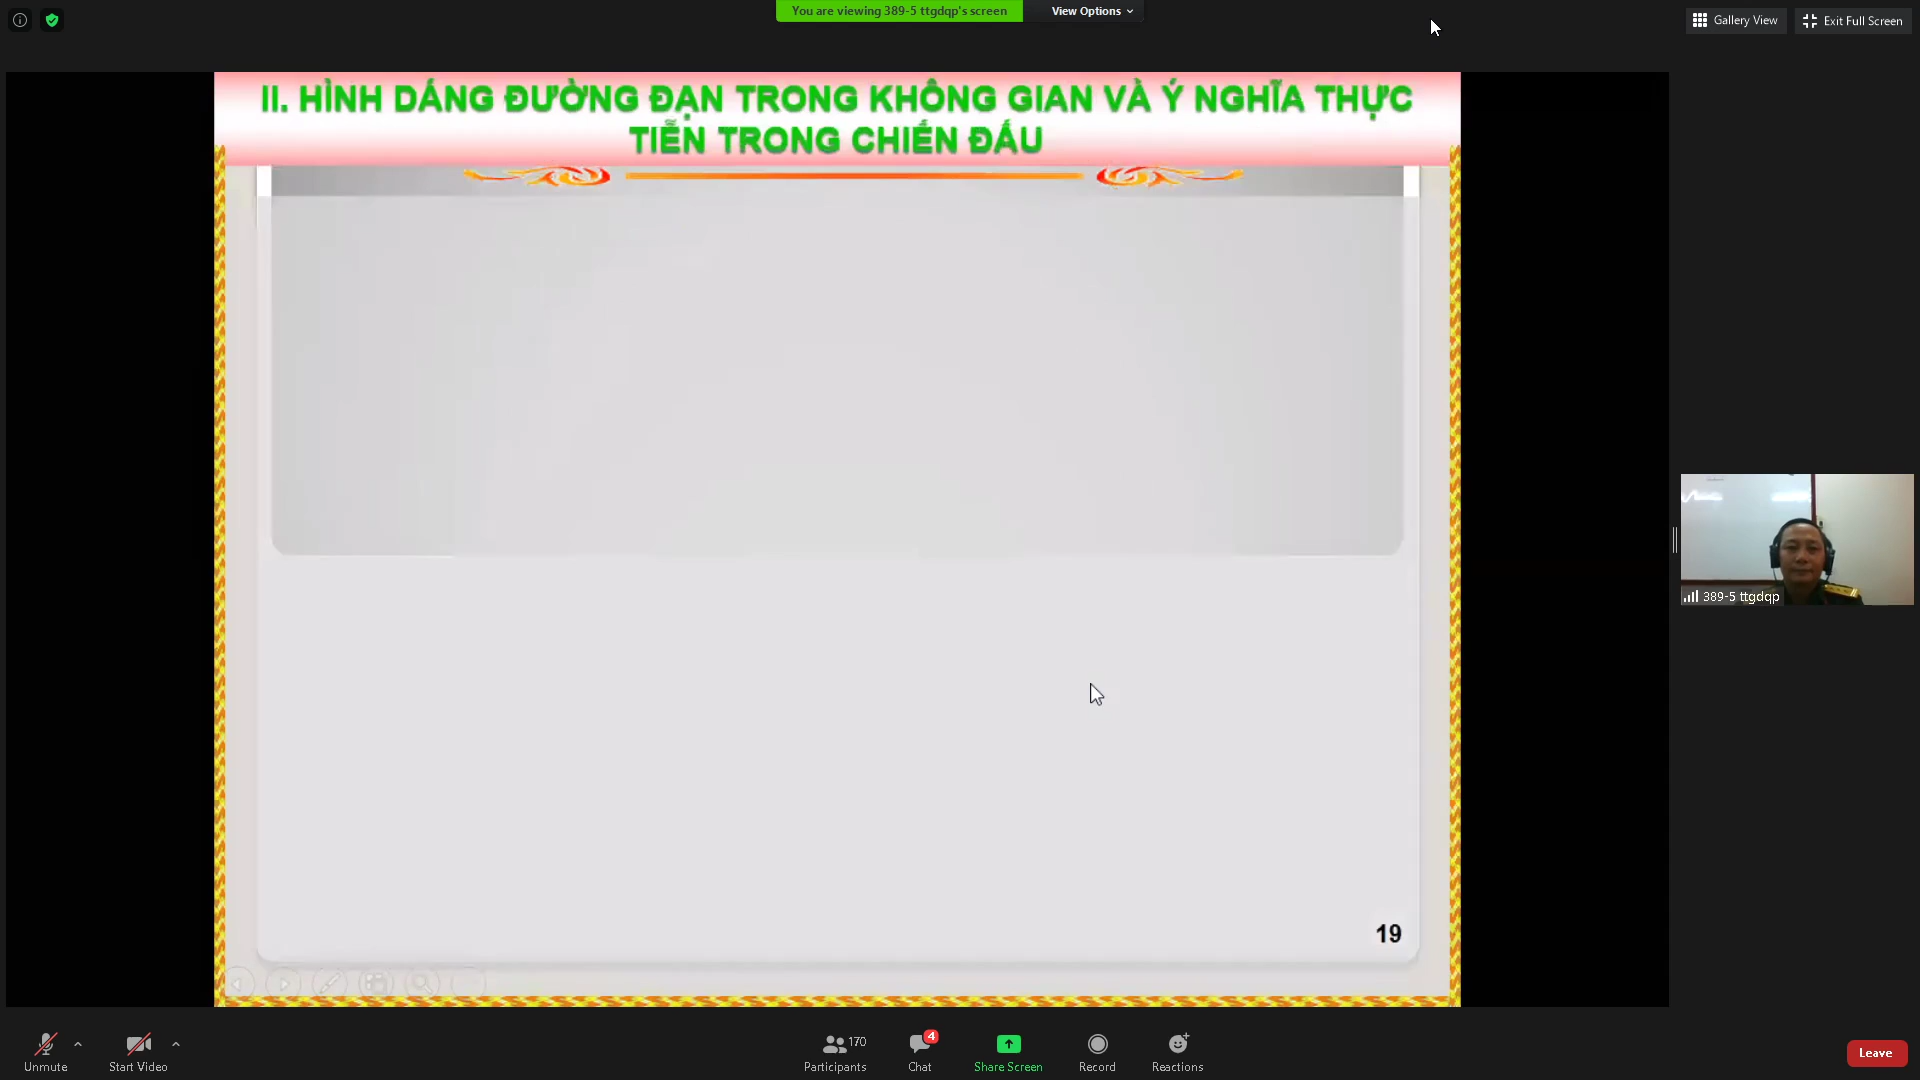 You are viewing 389-5 ttgdqp's screen
View Options
Gallery View
Exit Full Screen
II. HÌNH DÁNG ĐƯỜNG ĐẠN TRONG KHÔNG GIAN VÀ Ý NGHĨA THỰC
TIỄN TRONG CHIẾN ĐẤU
389-5 ttgdqp
19
Unmute
Start Video
170
Participants
4
Chat
Share Screen
Record
Reactions
Leave